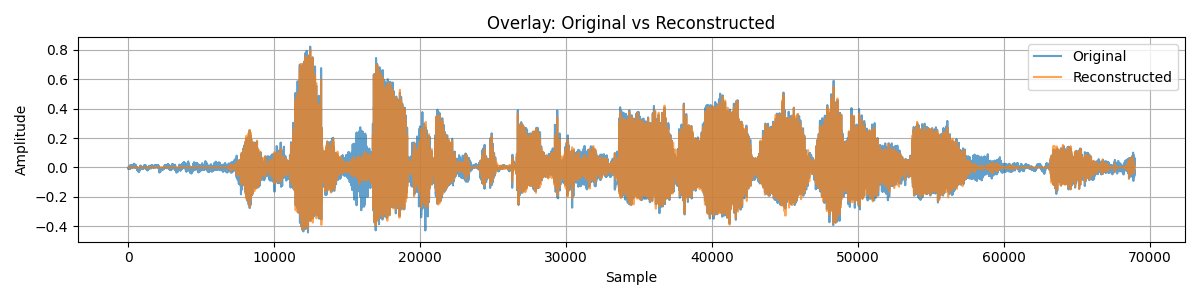 Overlay: Original vs Reconstructed
Original
Reconstructed
Amplitude
0.8
0.6
0.4
0.2
0.0
−0.2
−0.4
0 10000 20000 30000 40000 50000 60000 70000
Sample